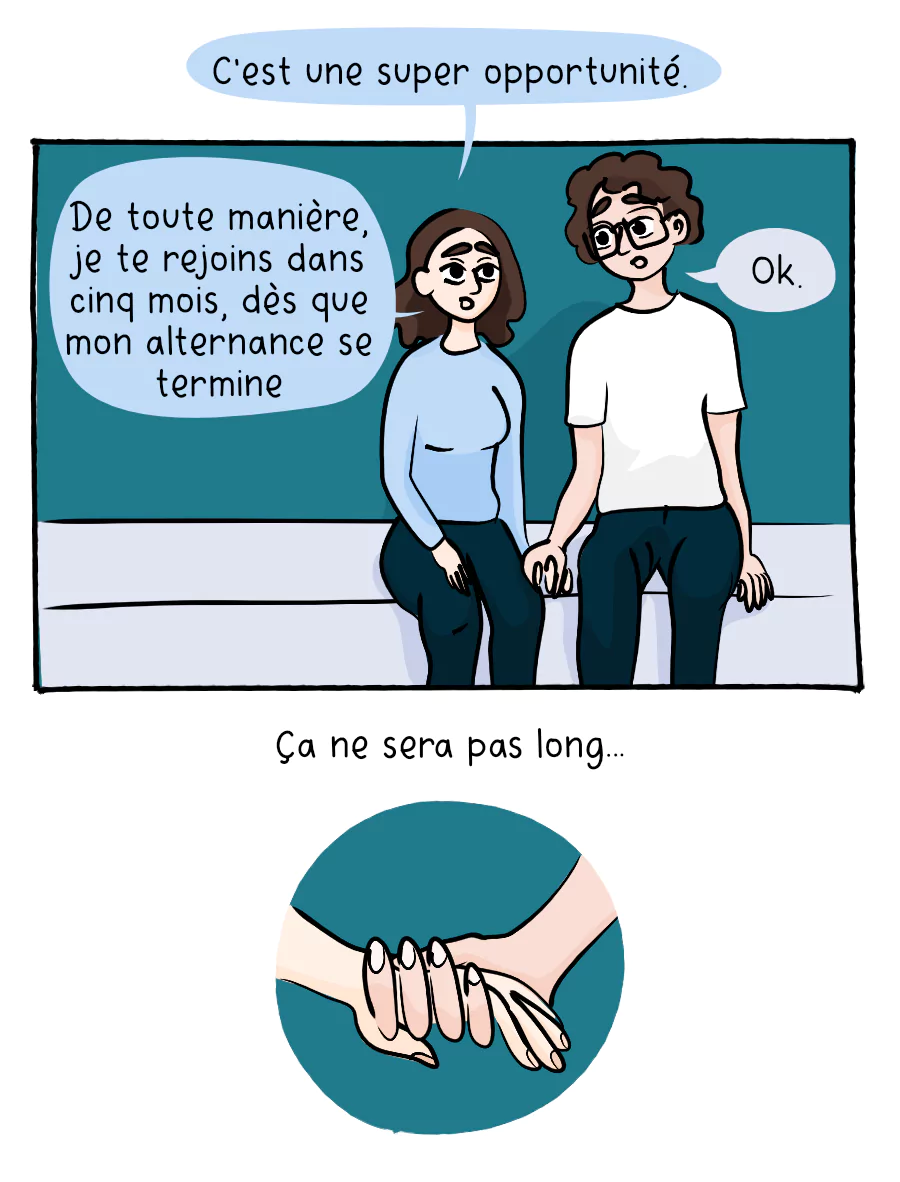 C'est une super opportunité.
De toute manière,
je te rejoins dans
cinq mois, dès que
mon alternance se
termine
Ok.
Ça ne sera pas long...